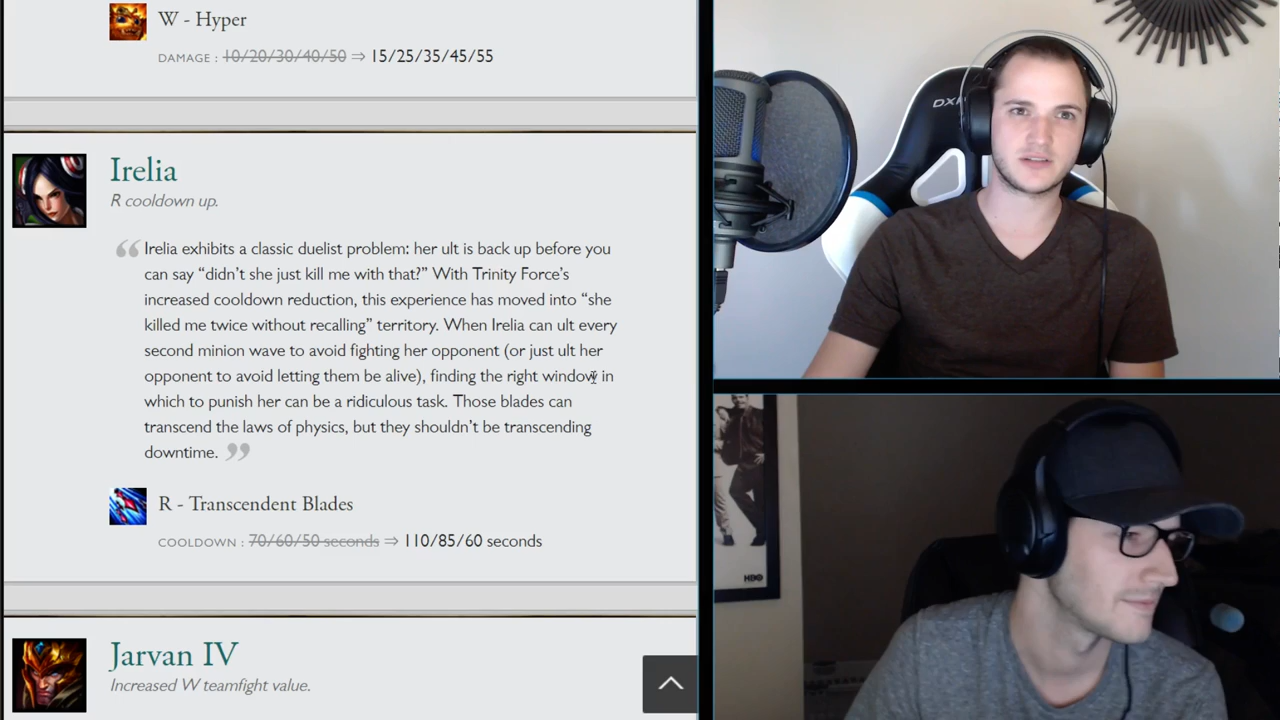 W - Hyper
DAMAGE : 10/20/30/40/50 ⇒ 15/25/35/45/55
Irelia
R cooldown up.
“ Irelia exhibits a classic duelist problem: her ult is back up before you
can say “didn’t she just kill me with that?” With Trinity Force’s
increased cooldown reduction, this experience has moved into “she
killed me twice without recalling” territory. When Irelia can ult every
second minion wave to avoid fighting her opponent (or just ult her
opponent to avoid letting them be alive), finding the right window in
which to punish her can be a ridiculous task. Those blades can
transcend the laws of physics, but they shouldn’t be transcending
downtime. ”
R - Transcendent Blades
COOLDOWN : 70/60/50 seconds ⇒ 110/85/60 seconds
Jarvan IV
Increased W teamfight value.
HBO